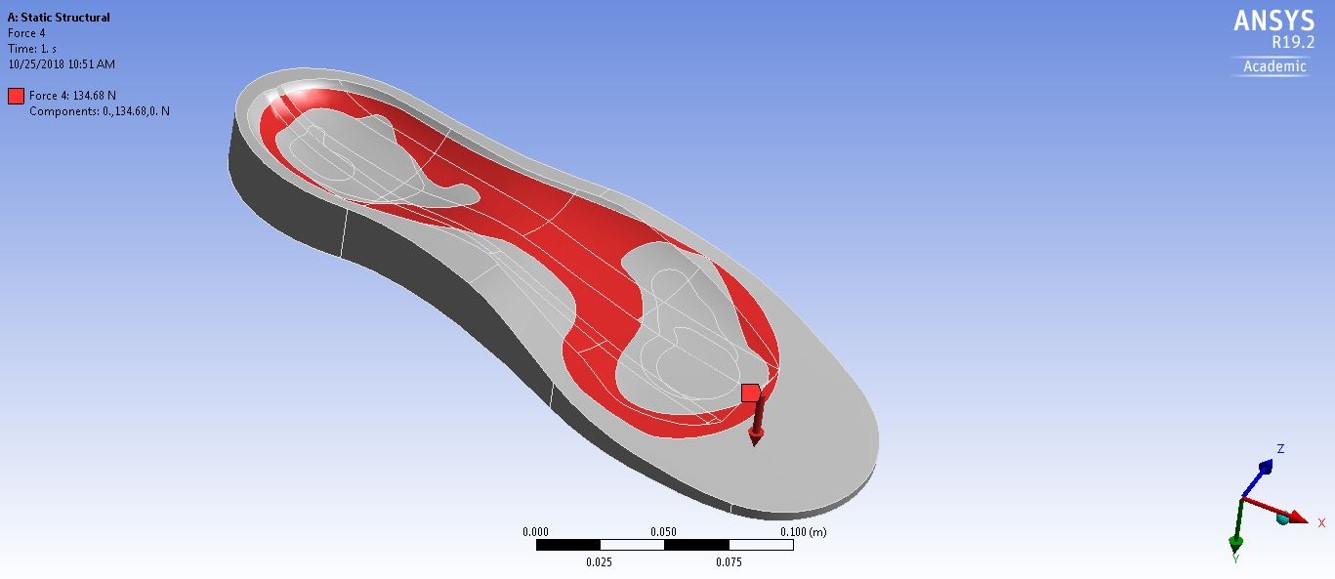 A: Static Structural
Force 4
Time: 1. s
10/25/2018 10:51 AM
Force 4: 134.68 N
Components: 0.,134.68,0. N
ANSYS
R19.2
Academic
Z
X
Y
0.000 0.050 0.100 (m)
0.025 0.075